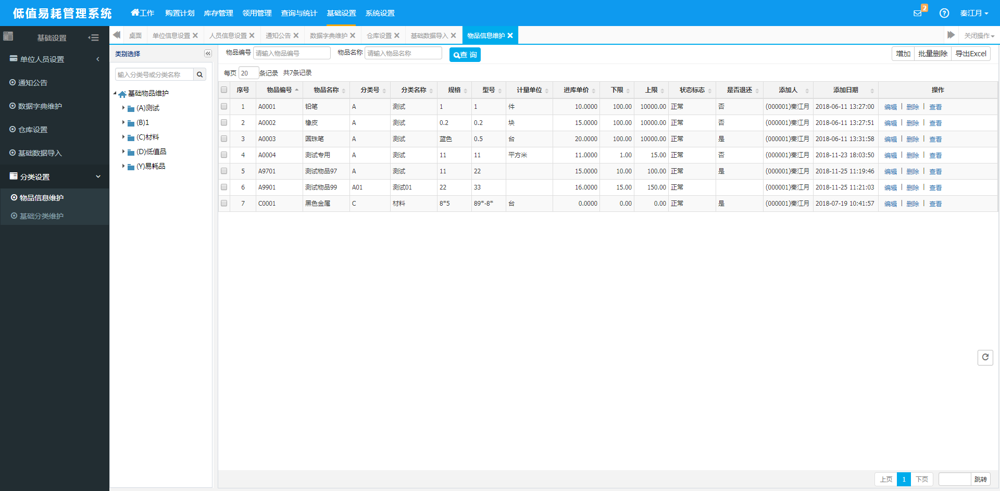 低值易耗管理系统 工作 购置计划 库存管理 领用管理 查询与统计 基础设置 系统设置 2 秦江月
基础设置
桌面 单位信息设置 人员信息设置 通知公告 数据字典维护 仓库设置 基础数据导入 物品信息维护 关闭操作
单位人员设置
通知公告
数据字典维护
仓库设置
基础数据导入
分类设置
物品信息维护
基础分类维护
类别选择
输入分类号或分类名称
基础物品维护
(A)测试
(B)1
(C)材料
(D)低值品
(Y)易耗品
物品编号 请输入物品编号 物品名称 请输入物品名称 查 询 增加 批量删除 导出Excel
每页 20 条记录 共7条记录
序号 物品编号 物品名称 分类号 分类名称 规格 型号 计量单位 进库单价 下限 上限 状态标志 是否退还 添加人 添加日期 操作
1 A0001 铅笔 A 测试 1 1 件 10.0000 100.00 10000.00 正常 否 (000001)秦江月 2018-06-11 13:27:00 编辑 | 删除 | 查看
2 A0002 橡皮 A 测试 0.2 0.2 块 15.0000 100.00 10000.00 正常 否 (000001)秦江月 2018-06-11 13:27:51 编辑 | 删除 | 查看
3 A0003 圆珠笔 A 测试 蓝色 0.5 台 20.0000 100.00 10000.00 正常 是 (000001)秦江月 2018-06-11 13:31:58 编辑 | 删除 | 查看
4 A0004 测试专用 A 测试 11 11 平方米 11.0000 1.00 15.00 正常 否 (000001)秦江月 2018-11-23 18:03:50 编辑 | 删除 | 查看
5 A9701 测试物品97 A 测试 11 22 15.0000 10.00 100.00 正常 是 (000001)秦江月 2018-11-25 11:19:46 编辑 | 删除 | 查看
6 A9901 测试物品99 A01 测试01 22 33 16.0000 15.00 150.00 正常 (000001)秦江月 2018-11-25 11:21:03 编辑 | 删除 | 查看
7 C0001 黑色金属 C 材料 8*5 89*-8* 台 0.0000 0.00 0.00 正常 是 (000001)秦江月 2018-07-19 10:41:57 编辑 | 删除 | 查看
上页 1 下页 跳转